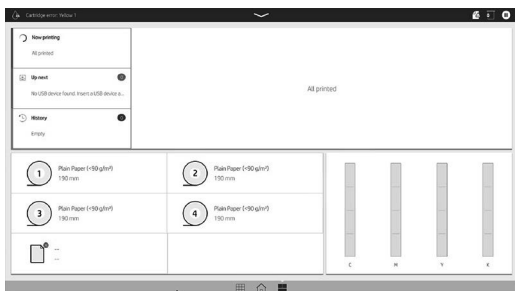 Cartridge error: Yellow 1
Now printing
All printed
Up next
0
No USB device found. Insert a USB device a...
History
0
Empty
All printed
1
Plain Paper (<90 g/m²)
190 mm
2
Plain Paper (<90 g/m²)
190 mm
3
Plain Paper (<90 g/m²)
190 mm
4
Plain Paper (<90 g/m²)
190 mm
--
--
C
M
Y
K